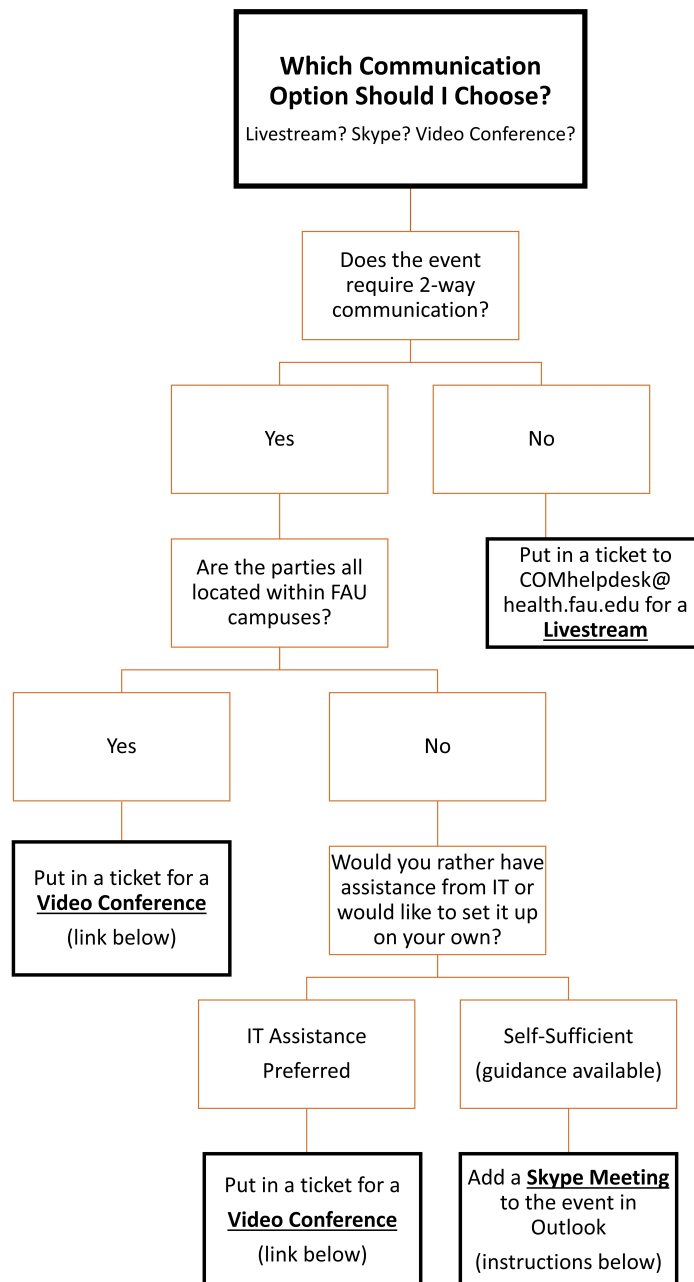 Which Communication
Option Should I Choose?
Livestream? Skype? Video Conference?
Does the event
require 2-way
communication?
Yes
No
Are the parties all
located within FAU
campuses?
Put in a ticket to
COMhelpdesk@
health.fau.edu for a
Livestream
Yes
No
Put in a ticket for a
Video Conference
(link below)
Would you rather have
assistance from IT or
would like to set it up
on your own?
IT Assistance
Preferred
Self-Sufficient
(guidance available)
Put in a ticket for a
Video Conference
(link below)
Add a Skype Meeting
to the event in
Outlook
(instructions below)